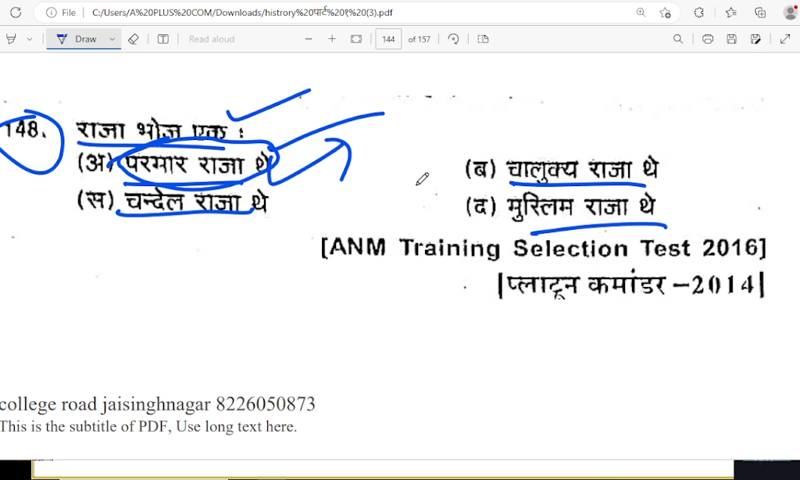 File
C:/Users/A%20PLUS%20COM/Downloads/histrory%20पार्ट%20१%20(3).pdf
Draw
Read aloud
144 of 157
148. राजा भोज एक :
(अ) परमार राजा थे (ब) चालुक्य राजा थे
(स) चन्देल राजा थे (द) मुस्लिम राजा थे
[ANM Training Selection Test 2016]
[प्लाटून कमांडर –2014]
college road jaisinghnagar 8226050873
This is the subtitle of PDF, Use long text here.